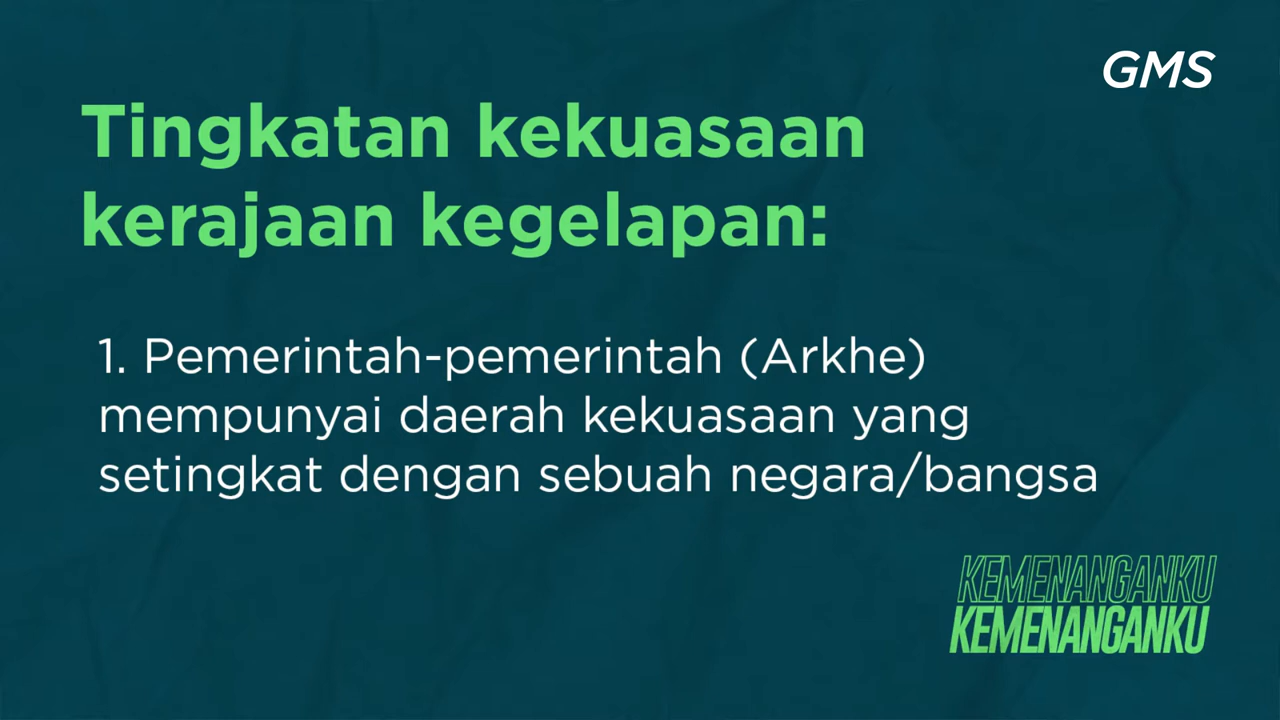 GMS
Tingkatan kekuasaan
kerajaan kegelapan:
1. Pemerintah-pemerintah (Arkhe)
mempunyai daerah kekuasaan yang
setingkat dengan sebuah negara/bangsa
KEMENANGANKU
KEMENANGANKU